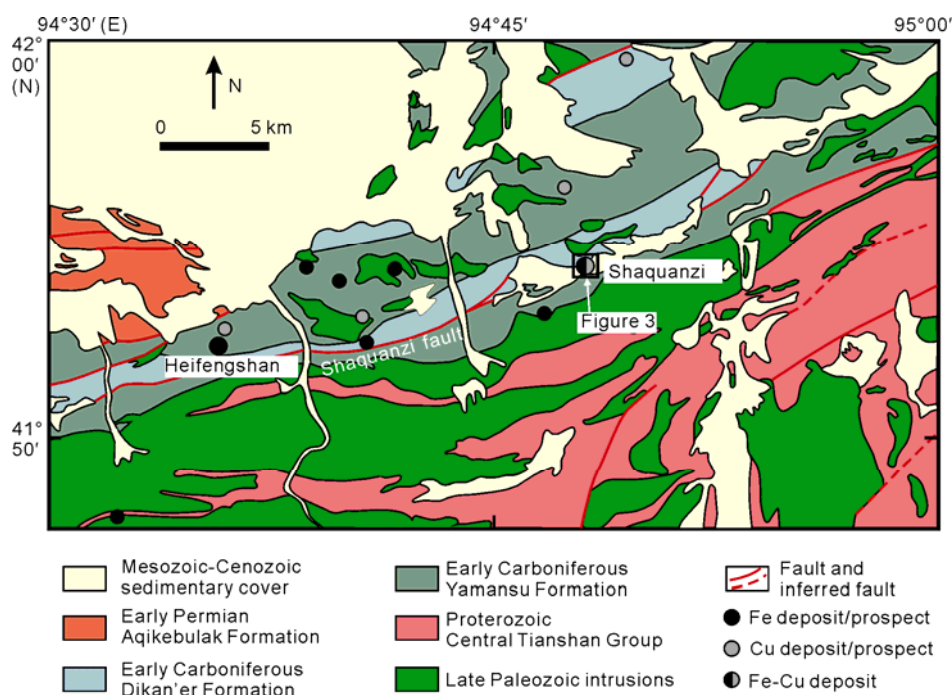 94°30′ (E)
94°45′
95°00′
42°
00′
(N)
N
0
5 km
Shaquanzi
Figure 3
Shaquanzi fault
Heifengshan
41°
50′
Mesozoic-Cenozoic
sedimentary cover
Early Permian
Aqikebulak Formation
Early Carboniferous
Dikan'er Formation
Early Carboniferous
Yamansu Formation
Proterozoic
Central Tianshan Group
Late Paleozoic intrusions
Fault and
inferred fault
Fe deposit/prospect
Cu deposit/prospect
Fe-Cu deposit